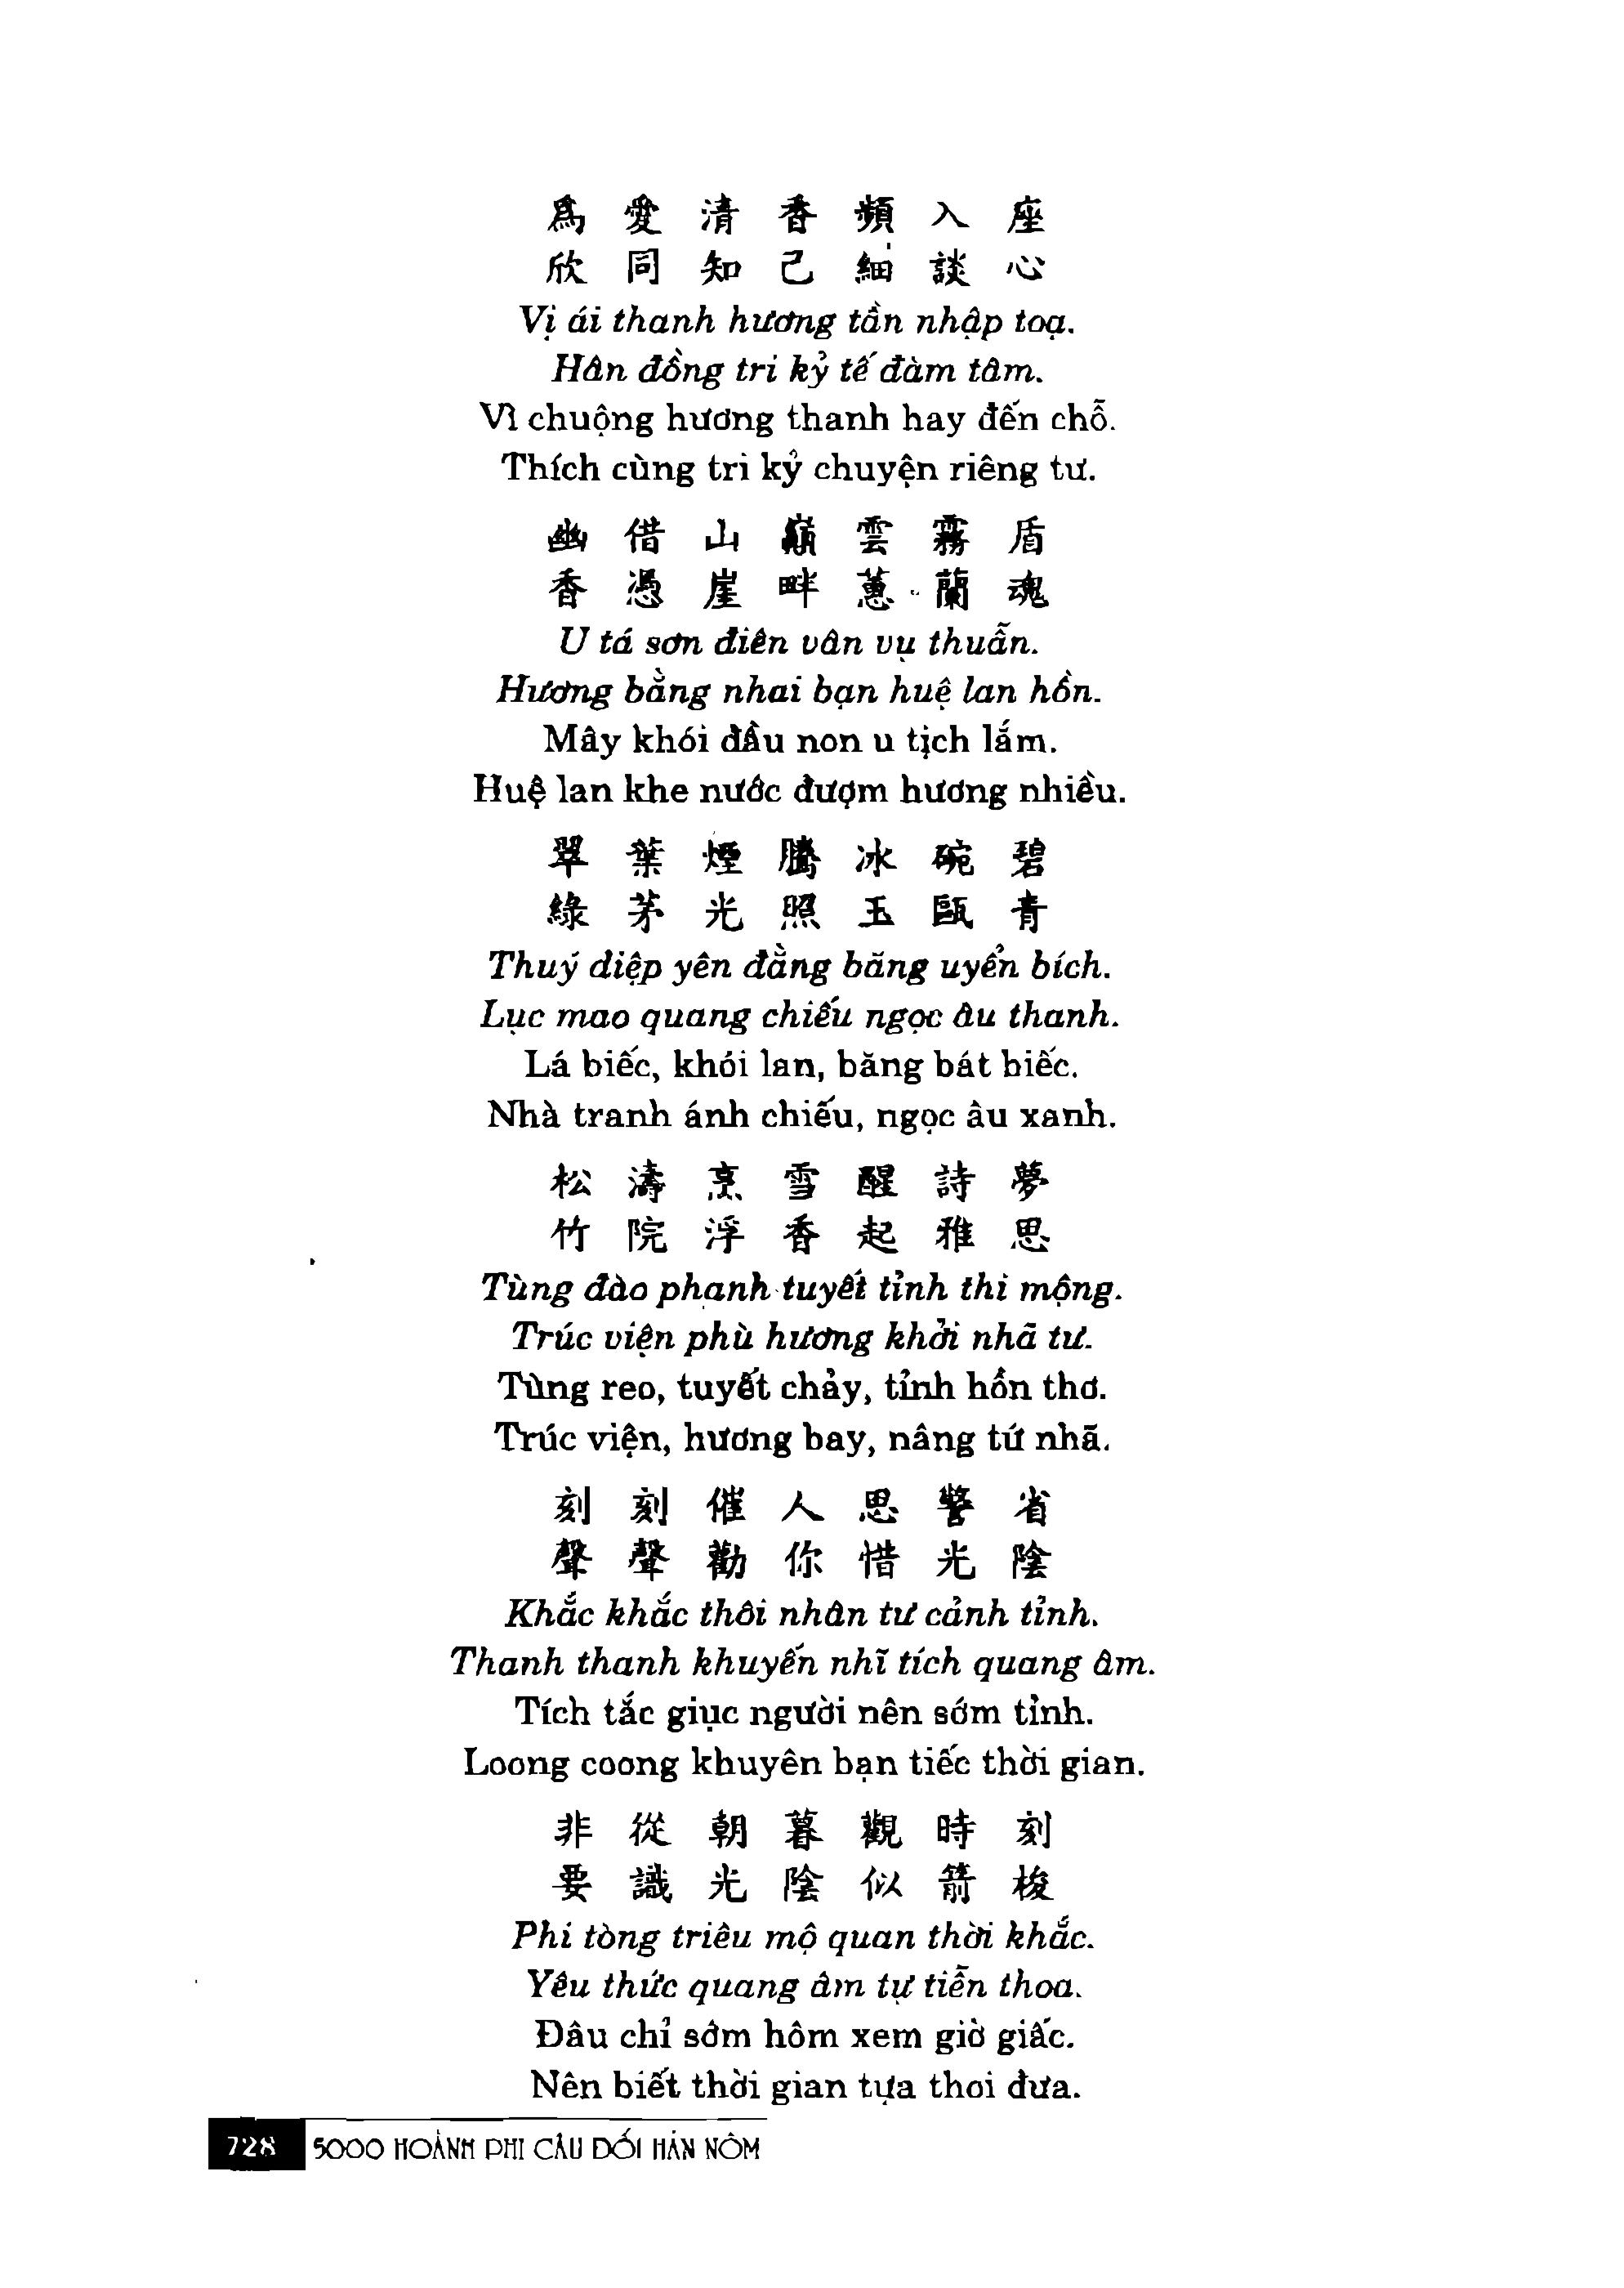 爲愛清香頻入座
欣同知己細談心
Vị ái thanh hương tần nhập toạ.
Hân đồng tri kỷ tế đàm tâm.
Vì chuộng hương thanh hay đến chỗ.
Thích cùng tri kỷ chuyện riêng tư.
幽借山巔雲霧盾
香憑崖畔蕙蘭魂
U tá sơn điên vân vụ thuẫn.
Hương bằng nhai bạn huệ lan hồn.
Mây khói đầu non u tịch lắm.
Huệ lan khe nước đượm hương nhiều.
翠葉煙騰冰碗碧
綠茅光照玉甌青
Thuý diệp yên đằng băng uyển bích.
Lục mao quang chiếu ngọc âu thanh.
Lá biếc, khói lan, băng bát biếc.
Nhà tranh ánh chiếu, ngọc âu xanh.
松濤烹雪醒詩夢
竹院浮香起雅思
Tùng đào phanh tuyết tỉnh thi mộng.
Trúc viện phù hương khởi nhã tư.
Tùng reo, tuyết chảy, tỉnh hồn thơ.
Trúc viện, hương bay, nâng tứ nhã.
刻刻催人思警省
聲聲勸你惜光陰
Khắc khắc thôi nhân tư cảnh tỉnh.
Thanh thanh khuyến nhĩ tích quang âm.
Tích tắc giục người nên sớm tỉnh.
Loong coong khuyên bạn tiếc thời gian.
非從朝暮觀時刻
要識光陰似箭梭
Phi tòng triêu mộ quan thời khắc.
Yêu thức quang âm tự tiễn thoa.
Đâu chỉ sớm hôm xem giờ giấc.
Nên biết thời gian tựa thoi đưa.
728 5000 HOÀNH PHI CÂU ĐỐI HÁN NÔM